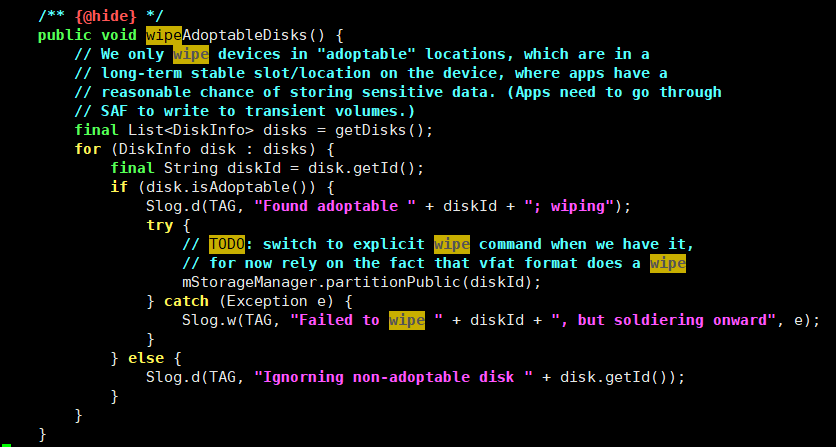 /** {@hide} */
public void wipeAdoptableDisks() {
// We only wipe devices in "adoptable" locations, which are in a
// long-term stable slot/location on the device, where apps have a
// reasonable chance of storing sensitive data. (Apps need to go through
// SAF to write to transient volumes.)
final List<DiskInfo> disks = getDisks();
for (DiskInfo disk : disks) {
final String diskId = disk.getId();
if (disk.isAdoptable()) {
Slog.d(TAG, "Found adoptable " + diskId + "; wiping");
try {
// TODO: switch to explicit wipe command when we have it,
// for now rely on the fact that vfat format does a wipe
mStorageManager.partitionPublic(diskId);
} catch (Exception e) {
Slog.w(TAG, "Failed to wipe " + diskId + ", but soldiering onward", e);
}
} else {
Slog.d(TAG, "Ignorning non-adoptable disk " + disk.getId());
}
}
}